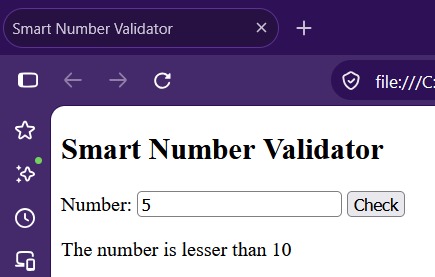 Smart Number Validator
file:///C:
Smart Number Validator
Number: 5 Check
The number is lesser than 10